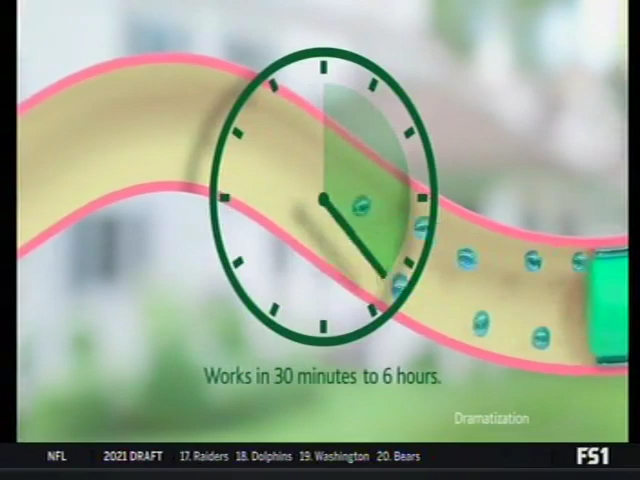 Works in 30 minutes to 6 hours.
Dramatization
NFL 2021 DRAFT 17. Raiders 18. Dolphins 19. Washington 20. Bears FS1